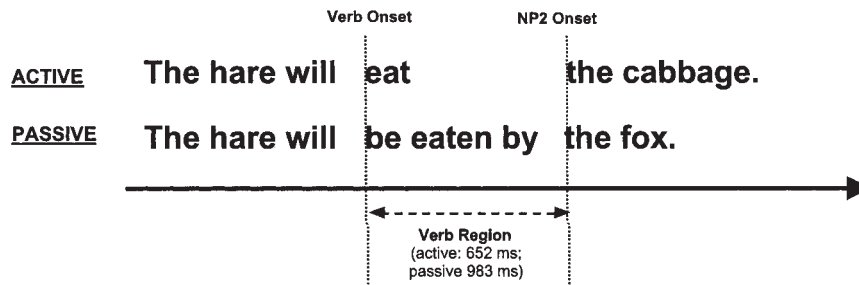 Verb Onset NP2 Onset
ACTIVE The hare will eat the cabbage.
PASSIVE The hare will be eaten by the fox.
Verb Region
(active: 652 ms;
passive 983 ms)